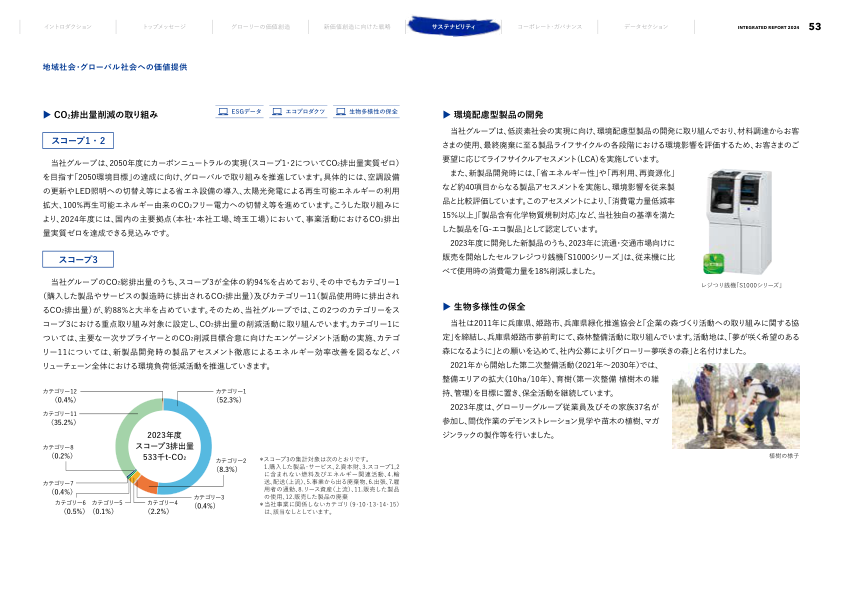 イントロダクション
トップメッセージ
グローリーの価値創造
新価値創造に向けた戦略
サステナビリティ
コーポレート・ガバナンス
データセクション
INTEGRATED REPORT 2024 53
地域社会・グローバル社会への価値提供
▶ CO₂排出量削減の取り組み
ESGデータ
エコプロダクツ
生物多様性の保全
スコープ1・2
当社グループは、2050年度にカーボンニュートラルの実現（スコープ1・2についてCO₂排出量実質ゼロ）
を目指す「2050環境目標」の達成に向け、グローバルで取り組みを推進しています。具体的には、空調設備
の更新やLED照明への切替え等による省エネ設備の導入、太陽光発電による再生可能エネルギーの利用
拡大、100%再生可能エネルギー由来のCO₂フリー電力への切替え等を進めています。こうした取り組みに
より、2024年度には、国内の主要拠点（本社・本社工場、埼玉工場）において、事業活動におけるCO₂排出
量実質ゼロを達成できる見込みです。
スコープ3
当社グループのCO₂総排出量のうち、スコープ3が全体の約94%を占めており、その中でもカテゴリー1
（購入した製品やサービスの製造時に排出されるCO₂排出量）及びカテゴリー11（製品使用時に排出され
るCO₂排出量）が、約88%と大半を占めています。そのため、当社グループでは、この2つのカテゴリーをス
コープ3における重点取り組み対象に設定し、CO₂排出量の削減活動に取り組んでいます。カテゴリー1に
ついては、主要な一次サプライヤーとのCO₂削減目標合意に向けたエンゲージメント活動の実施、カテゴ
リー11については、新製品開発時の製品アセスメント徹底によるエネルギー効率改善を図るなど、バ
リューチェーン全体における環境負荷低減活動を推進していきます。
カテゴリー12
（0.4%）
カテゴリー11
（35.2%）
カテゴリー8
（0.2%）
カテゴリー7
（0.4%）
カテゴリー6
（0.5%）
カテゴリー5
（0.1%）
カテゴリー4
（2.2%）
カテゴリー3
（0.4%）
カテゴリー2
（8.3%）
カテゴリー1
（52.3%）
2023年度
スコープ3排出量
533千t-CO₂
＊スコープ3の集計対象は次のとおりです。
1.購入した製品・サービス、2.資本財、3.スコープ1,2
に含まれない燃料及びエネルギー関連活動、4.輸
送、配送（上流）、5.事業から出る廃棄物、6.出張、7.雇
用者の通勤、8.リース資産（上流）、11.販売した製品
の使用、12.販売した製品の廃棄
＊当社事業に関係しないカテゴリ（9・10・13・14・15）
は、該当なしとしています。
▶ 環境配慮型製品の開発
当社グループは、低炭素社会の実現に向け、環境配慮型製品の開発に取り組んでおり、材料調達からお客
さまの使用、最終廃棄に至る製品ライフサイクルの各段階における環境影響を評価するため、お客さまのご
要望に応じてライフサイクルアセスメント（LCA）を実施しています。
また、新製品開発時には、「省エネルギー性」や「再利用、再資源化」
など約40項目からなる製品アセスメントを実施し、環境影響を従来製
品と比較評価しています。このアセスメントにより、「消費電力量低減率
15%以上」「製品含有化学物質規制対応」など、当社独自の基準を満た
した製品を「G-エコ製品」として認定しています。
2023年度に開発した新製品のうち、2023年に流通・交通市場向けに
販売を開始したセルフレジつり銭機「S1000シリーズ」は、従来機に比
べて使用時の消費電力量を18%削減しました。
レジつり銭機「S1000シリーズ」
▶ 生物多様性の保全
当社は2011年に兵庫県、姫路市、兵庫県緑化推進協会と「企業の森づくり活動への取り組みに関する協
定」を締結し、兵庫県姫路市夢前町にて、森林整備活動に取り組んでいます。活動地は、「夢が咲く希望のある
森になるように」との願いを込めて、社内公募により「グローリー夢咲きの森」と名付けました。
2021年から開始した第二次整備活動（2021年～2030年）では、
整備エリアの拡大（10ha/10年）、育樹（第一次整備 植樹木の維
持、管理）を目標に置き、保全活動を継続しています。
2023年度は、グローリーグループ従業員及びその家族37名が
参加し、間伐作業のデモンストレーション見学や苗木の植樹、マガ
ジンラックの製作等を行いました。
植樹の様子